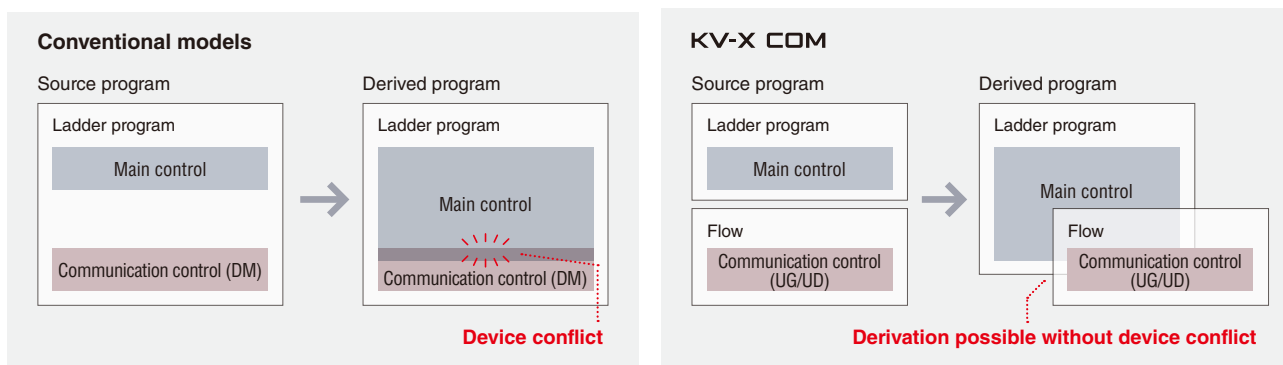 Conventional models
Source program
Ladder program
Main control
Communication control (DM)
Derived program
Ladder program
Main control
Communication control (DM)
Device conflict
KV-X COM
Source program
Ladder program
Main control
Flow
Communication control
(UG/UD)
Derived program
Ladder program
Main control
Flow
Communication control
(UG/UD)
Derivation possible without device conflict